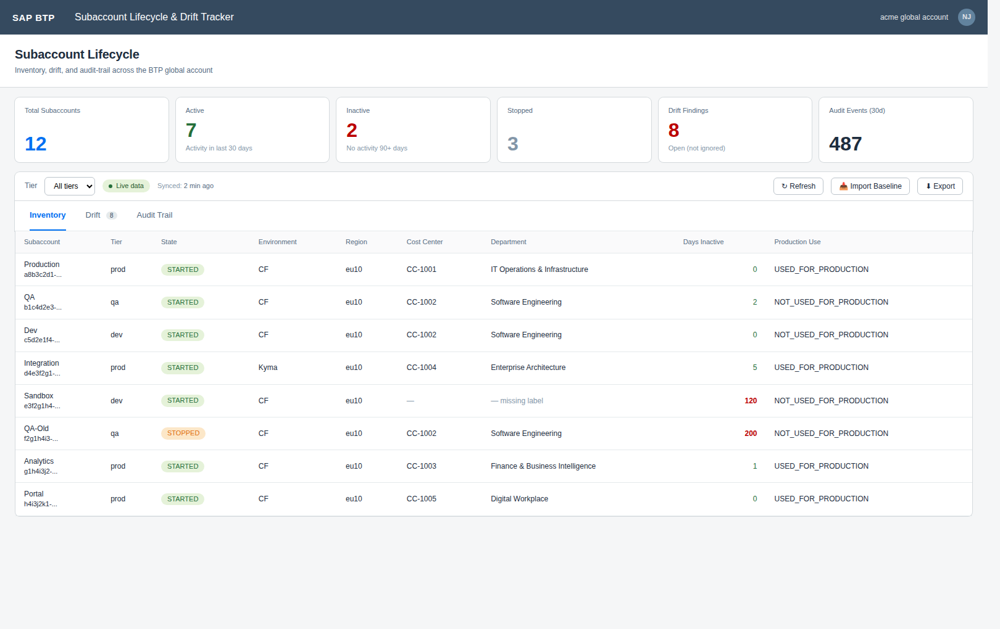 SAP BTP Subaccount Lifecycle & Drift Tracker acme global account NJ
Subaccount Lifecycle
Inventory, drift, and audit-trail across the BTP global account
Total Subaccounts
12
Active
7
Activity in last 30 days
Inactive
2
No activity 90+ days
Stopped
3
Drift Findings
8
Open (not ignored)
Audit Events (30d)
487
Tier All tiers Live data Synced: 2 min ago ↻ Refresh 📥 Import Baseline ⬇ Export
Inventory Drift 8 Audit Trail
Subaccount Tier State Environment Region Cost Center Department Days Inactive Production Use
Production
a8b3c2d1-... prod STARTED CF eu10 CC-1001 IT Operations & Infrastructure 0 USED_FOR_PRODUCTION
QA
b1c4d2e3-... qa STARTED CF eu10 CC-1002 Software Engineering 2 NOT_USED_FOR_PRODUCTION
Dev
c5d2e1f4-... dev STARTED CF eu10 CC-1002 Software Engineering 0 NOT_USED_FOR_PRODUCTION
Integration
d4e3f2g1-... prod STARTED Kyma eu10 CC-1004 Enterprise Architecture 5 USED_FOR_PRODUCTION
Sandbox
e3f2g1h4-... dev STARTED CF eu10 — — missing label 120 NOT_USED_FOR_PRODUCTION
QA-Old
f2g1h4i3-... qa STOPPED CF eu10 CC-1002 Software Engineering 200 NOT_USED_FOR_PRODUCTION
Analytics
g1h4i3j2-... prod STARTED CF eu10 CC-1003 Finance & Business Intelligence 1 USED_FOR_PRODUCTION
Portal
h4i3j2k1-... prod STARTED CF eu10 CC-1005 Digital Workplace 0 USED_FOR_PRODUCTION